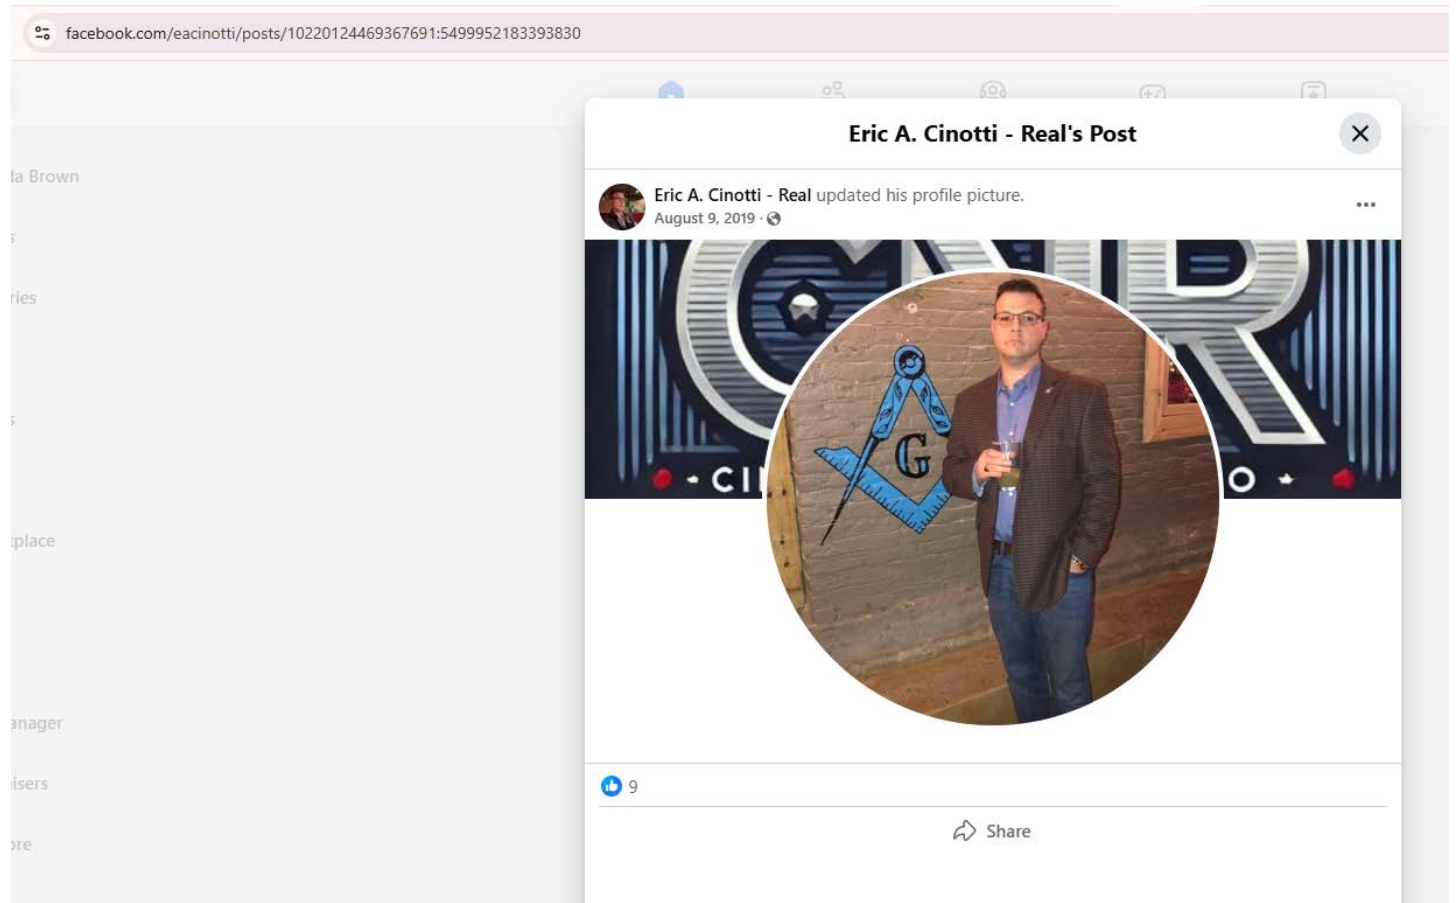 facebook.com/eacinotti/posts/10220124469367691:5499952183393830
Eric A. Cinotti - Real's Post
la Brown
Eric A. Cinotti - Real updated his profile picture.
August 9, 2019
ries
G
CI
O
tplace
anager
isers
9
ore
Share